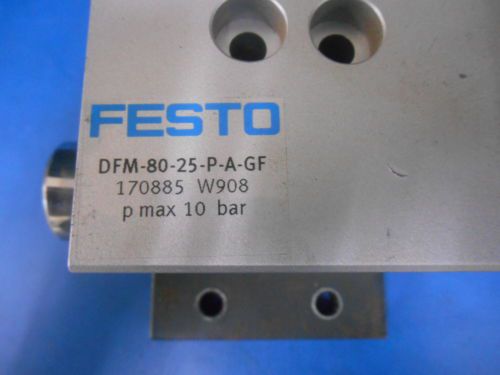 FESTO
DFM-80-25-P-A-GF
170885 W908
p max 10 bar